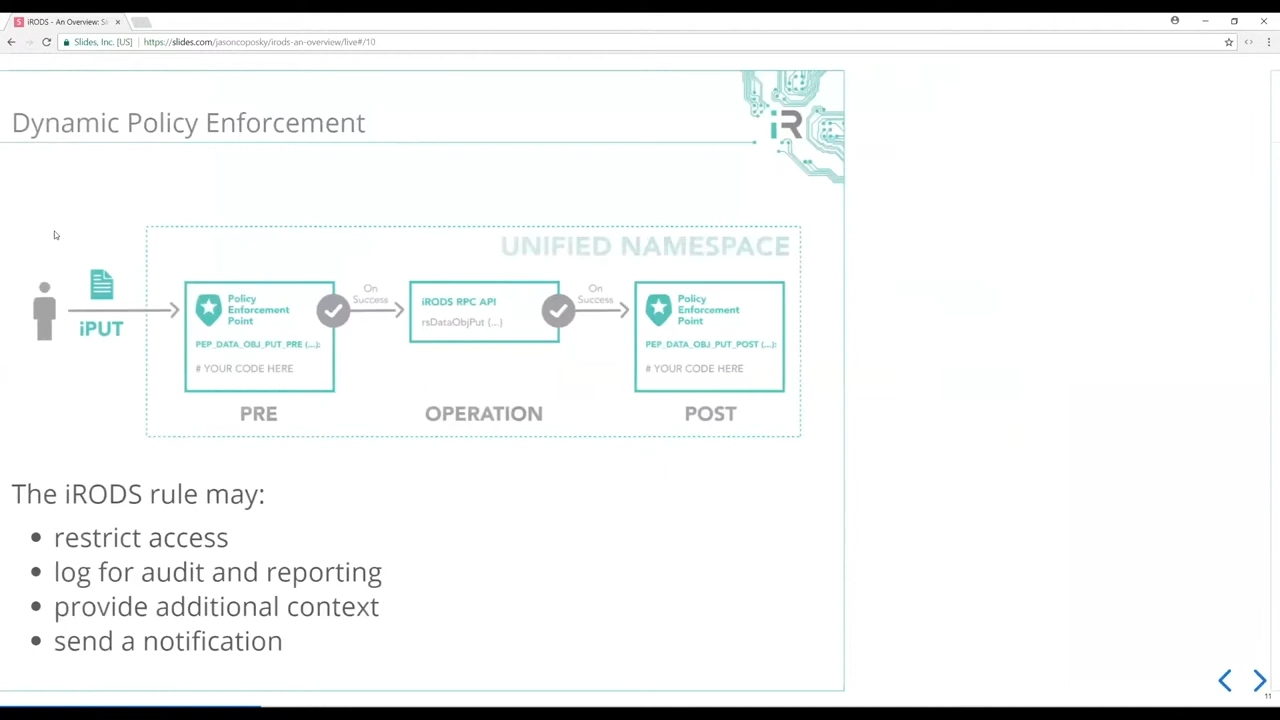 iRODS - An Overview: Si
Slides, Inc. [US]
https://slides.com/jasoncoposky/irods-an-overview/live#/10
Dynamic Policy Enforcement
iR
UNIFIED NAMESPACE
iPUT
Policy
Enforcement
Point
PEP_DATA_OBJ_PUT_PRE (...):
# YOUR CODE HERE
PRE
On
Success
iRODS RPC API
rsDataObjPut (...)
OPERATION
On
Success
Policy
Enforcement
Point
PEP_DATA_OBJ_PUT_POST (...):
# YOUR CODE HERE
POST
The iRODS rule may:
• restrict access
• log for audit and reporting
• provide additional context
• send a notification
11